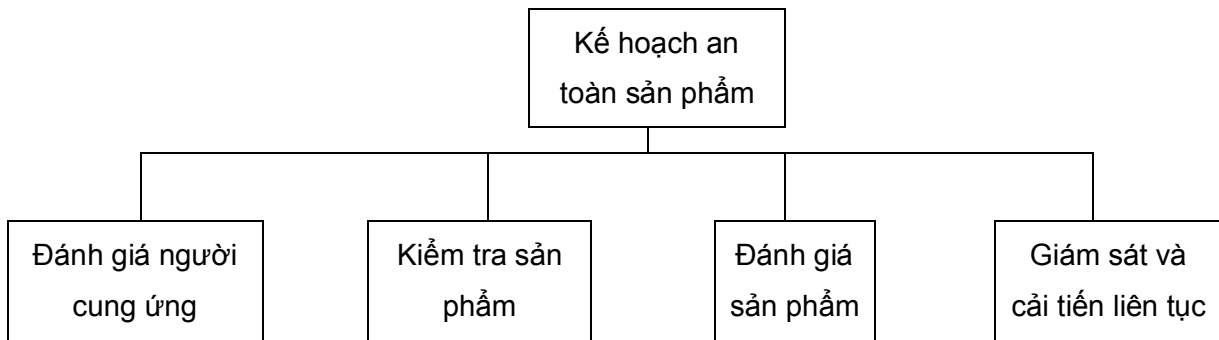 Kế hoạch an
toàn sản phẩm
Đánh giá người
cung ứng
Kiểm tra sản
phẩm
Đánh giá
sản phẩm
Giám sát và
cải tiến liên tục